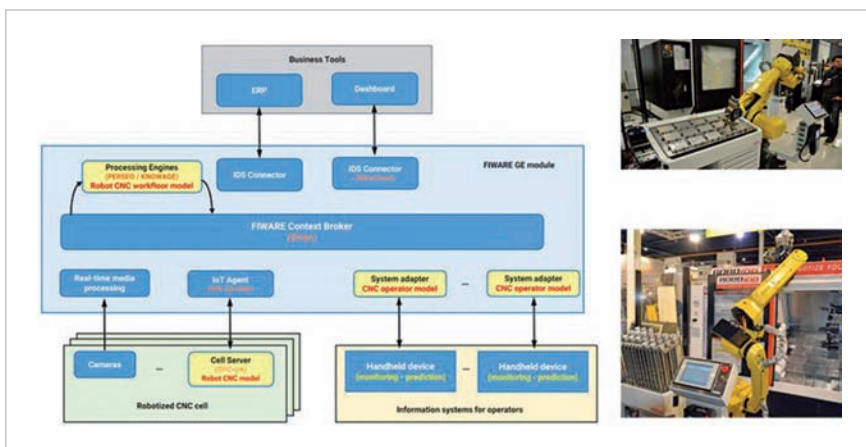 Business Tools
ERP
Dashboard
FIWARE GE module
Processing Engines
(PERSEO / KNOWAGE)
Robot CNC workfloor model
IDS Connector
IDS Connector
FIWARE Context Broker
(Orion)
Real-time media
processing
IoT Agent
System adapter
CNC operator model
...
System adapter
CNC operator model
Cameras
...
Cell Server
(OPC-UA)
Robot CNC model
Robotized CNC cell
Handheld device
(monitoring - prediction)
...
Handheld device
(monitoring - prediction)
Information systems for operators